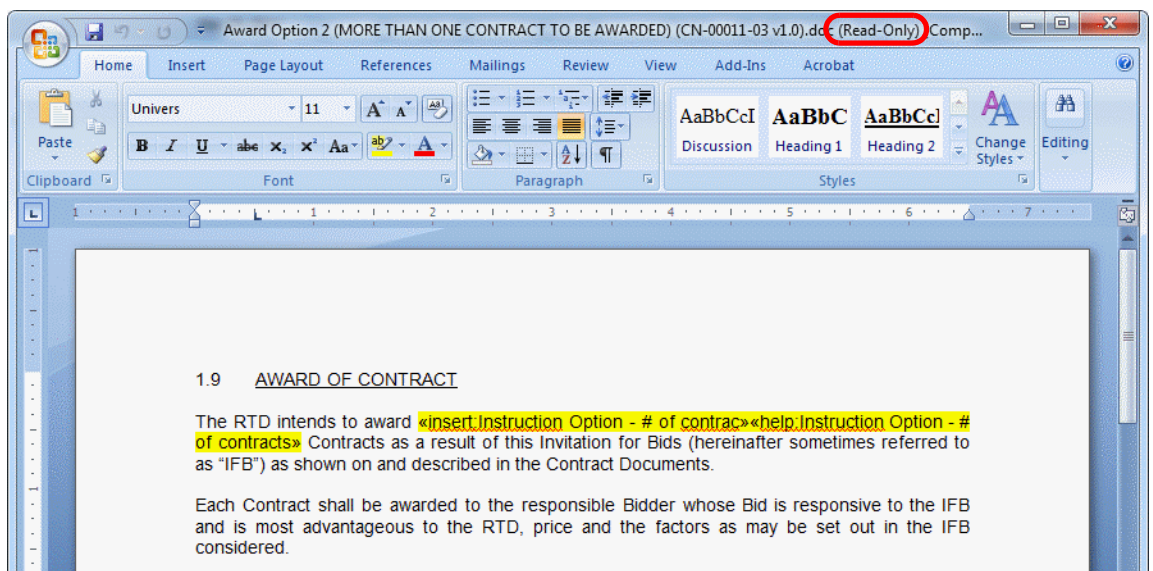 Award Option 2 (MORE THAN ONE CONTRACT TO BE AWARDED) (CN-00011-03 v1.0).doc (Read-Only) Comp...
Home Insert Page Layout References Mailings Review View Add-Ins Acrobat
Univers 11
Paste
B I U abc x₂ x² Aa A
AaBbCcI AaBbC AaBbCcI
Discussion Heading 1 Heading 2
Change Styles
Editing
Clipboard Font Paragraph Styles
1 1 2 3 4 5 6 7
1.9 AWARD OF CONTRACT
The RTD intends to award «insert:Instruction Option - # of contrac»«help:Instruction Option - #
of contracts» Contracts as a result of this Invitation for Bids (hereinafter sometimes referred to
as “IFB”) as shown on and described in the Contract Documents.
Each Contract shall be awarded to the responsible Bidder whose Bid is responsive to the IFB
and is most advantageous to the RTD, price and the factors as may be set out in the IFB
considered.